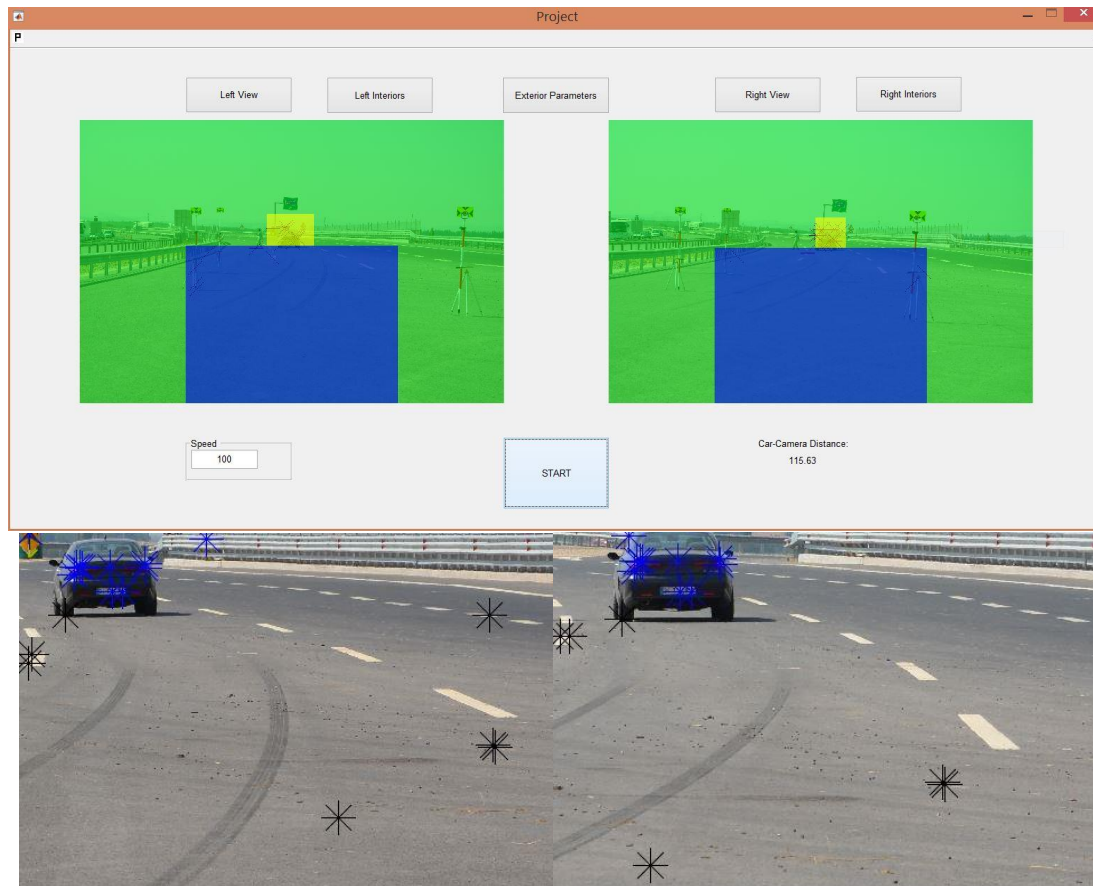 Project
P
Left View
Left Interiors
Exterior Parameters
Right View
Right Interiors
Speed
100
START
Car-Camera Distance:
115.63